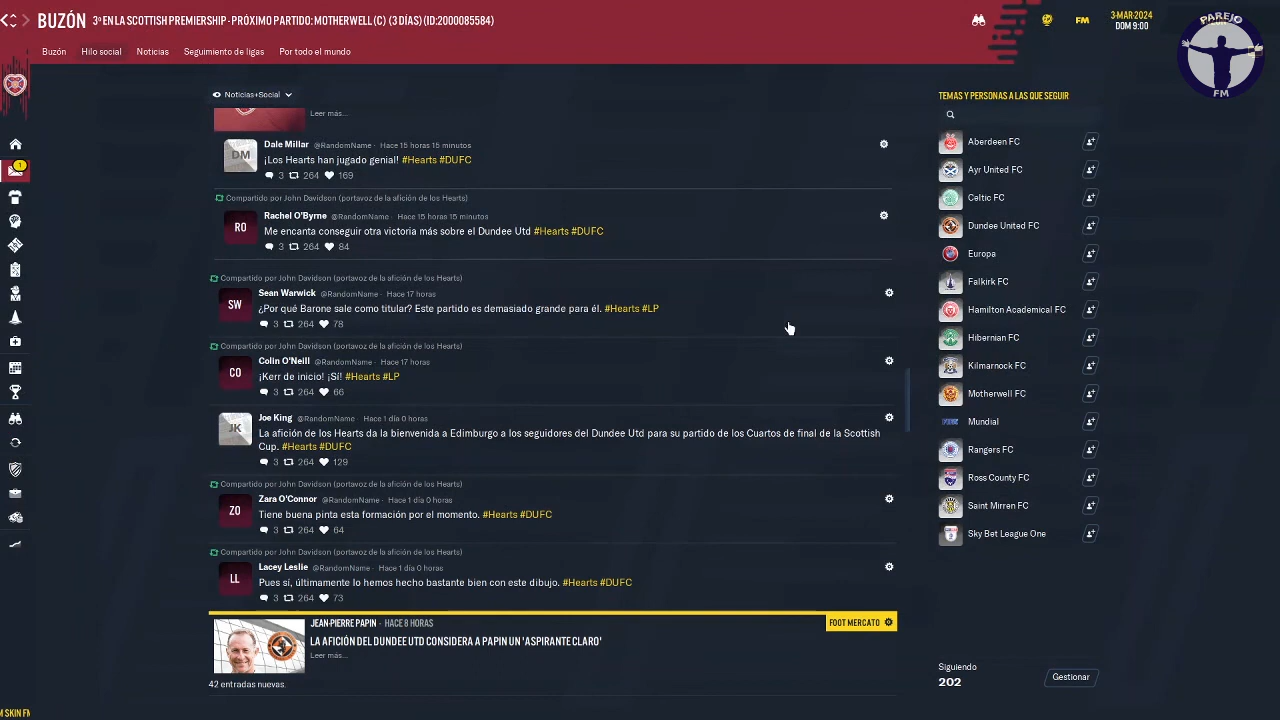 BUZÓN
3º EN LA SCOTTISH PREMIERSHIP - PRÓXIMO PARTIDO: MOTHERWELL (C) (3 DÍAS) (ID:2000085584)
FM
3-MAR-2024
DOM 9:00
PAREJO
FM
Buzón
Hilo social
Noticias
Seguimiento de ligas
Por todo el mundo
Noticias+Social
Leer más...
DM
Dale Millar @RandomName · Hace 15 horas 15 minutos
¡Los Hearts han jugado genial! #Hearts #DUFC
3 264 169
Compartido por John Davidson (portavoz de la afición de los Hearts)
RO
Rachel O'Byrne @RandomName · Hace 15 horas 15 minutos
Me encanta conseguir otra victoria más sobre el Dundee Utd #Hearts #DUFC
3 264 84
Compartido por John Davidson (portavoz de la afición de los Hearts)
SW
Sean Warwick @RandomName · Hace 17 horas
¿Por qué Barone sale como titular? Este partido es demasiado grande para él. #Hearts #LP
3 264 78
Compartido por John Davidson (portavoz de la afición de los Hearts)
CO
Colin O'Neill @RandomName · Hace 17 horas
¡Kerr de inicio! ¡Sí! #Hearts #LP
3 264 66
JK
Joe King @RandomName · Hace 1 día 0 horas
La afición de los Hearts da la bienvenida a Edimburgo a los seguidores del Dundee Utd para su partido de los Cuartos de final de la Scottish
Cup. #Hearts #DUFC
3 264 129
Compartido por John Davidson (portavoz de la afición de los Hearts)
ZO
Zara O'Connor @RandomName · Hace 1 día 0 horas
Tiene buena pinta esta formación por el momento. #Hearts #DUFC
3 264 64
Compartido por John Davidson (portavoz de la afición de los Hearts)
LL
Lacey Leslie @RandomName · Hace 1 día 0 horas
Pues sí, últimamente lo hemos hecho bastante bien con este dibujo. #Hearts #DUFC
3 264 73
JEAN-PIERRE PAPIN - HACE 8 HORAS
FOOT MERCATO
LA AFICIÓN DEL DUNDEE UTD CONSIDERA A PAPIN UN 'ASPIRANTE CLARO'
Leer más...
42 entradas nuevas.
TEMAS Y PERSONAS A LAS QUE SEGUIR
Aberdeen FC
Ayr United FC
Celtic FC
Dundee United FC
Europa
Falkirk FC
Hamilton Academical FC
Hibernian FC
Kilmarnock FC
Motherwell FC
Mundial
Rangers FC
Ross County FC
Saint Mirren FC
Sky Bet League One
Siguiendo
202
Gestionar
1
M SKIN FM